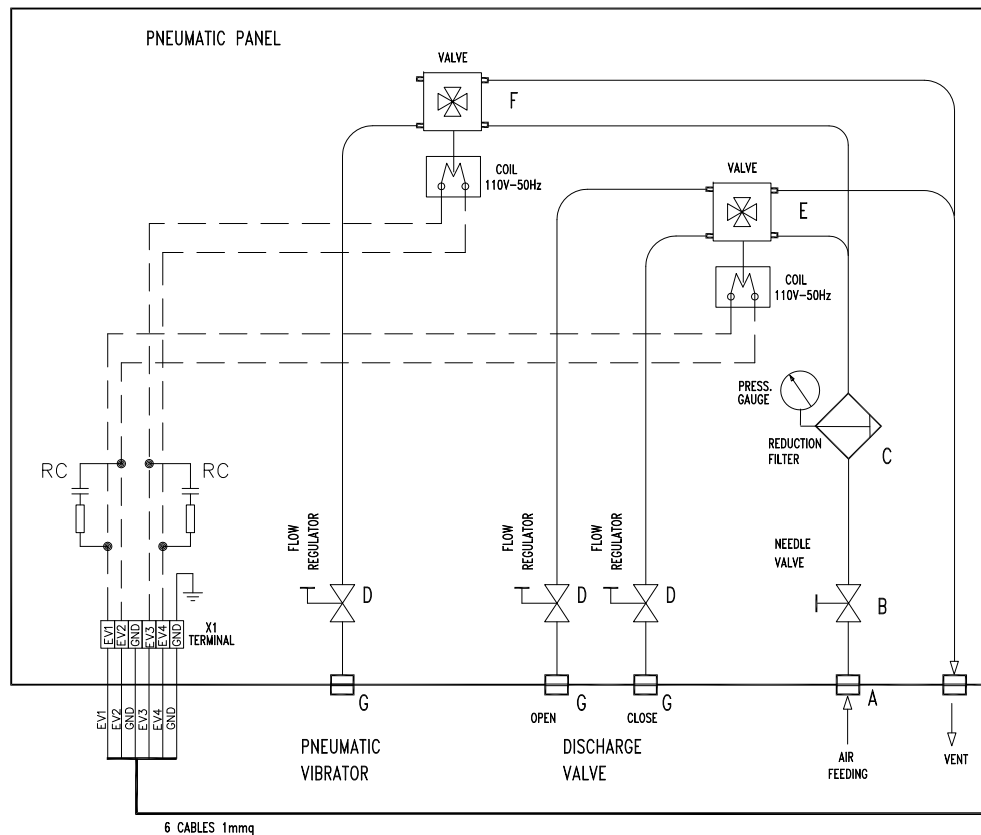 PNEUMATIC PANEL
VALVE
F
COIL
110V-50Hz
VALVE
E
COIL
110V-50Hz
PRESS.
GAUGE
REDUCTION
FILTER
C
RC
RC
FLOW
REGULATOR
FLOW
REGULATOR
FLOW
REGULATOR
NEEDLE
VALVE
D
D
D
B
EV1
EV2
GND
EV3
EV4
GND
X1
TERMINAL
G
G
G
A
EV1
EV2
GND
EV3
EV4
GND
OPEN
CLOSE
PNEUMATIC
VIBRATOR
DISCHARGE
VALVE
AIR
FEEDING
VENT
6 CABLES 1mmq